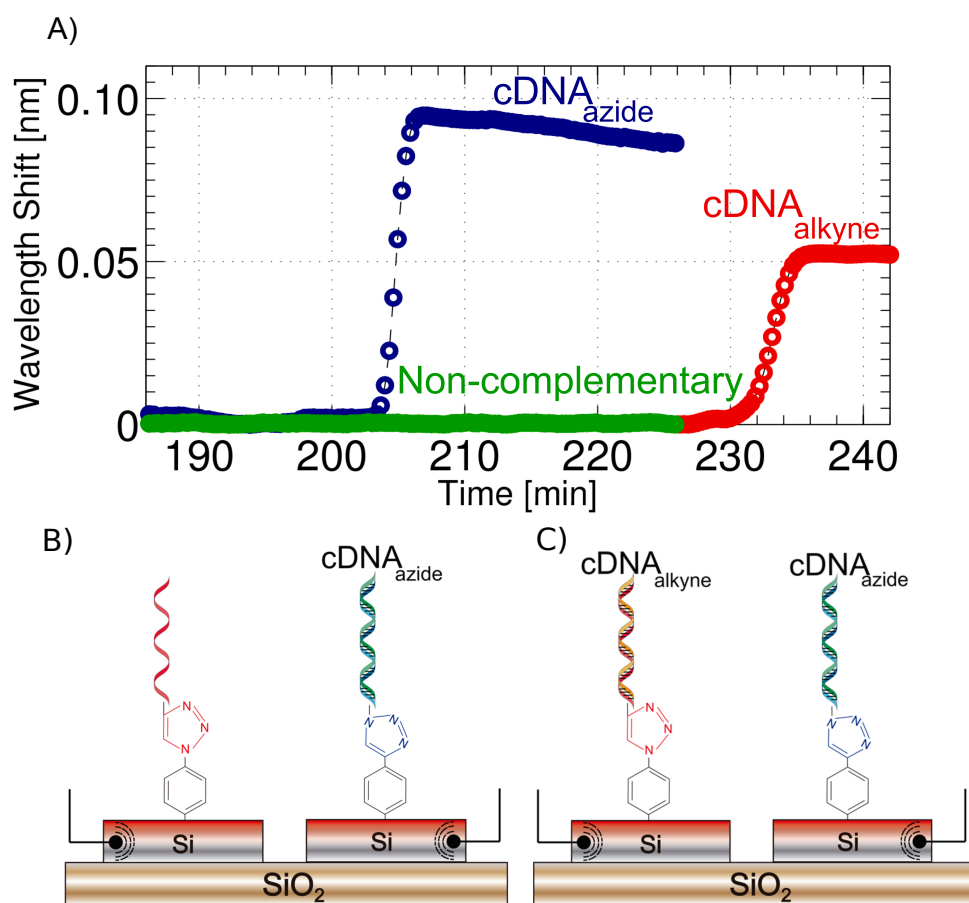 A)
Wavelength Shift [nm]
0.10
0.05
0
cDNAazide
cDNAalkyne
Non-complementary
190 200 210 220 230 240
Time [min]
B)
cDNAazide
N
N
N
N
N
N
Si
Si
SiO2
C)
cDNAalkyne
cDNAazide
N
N
N
N
N
N
Si
Si
SiO2